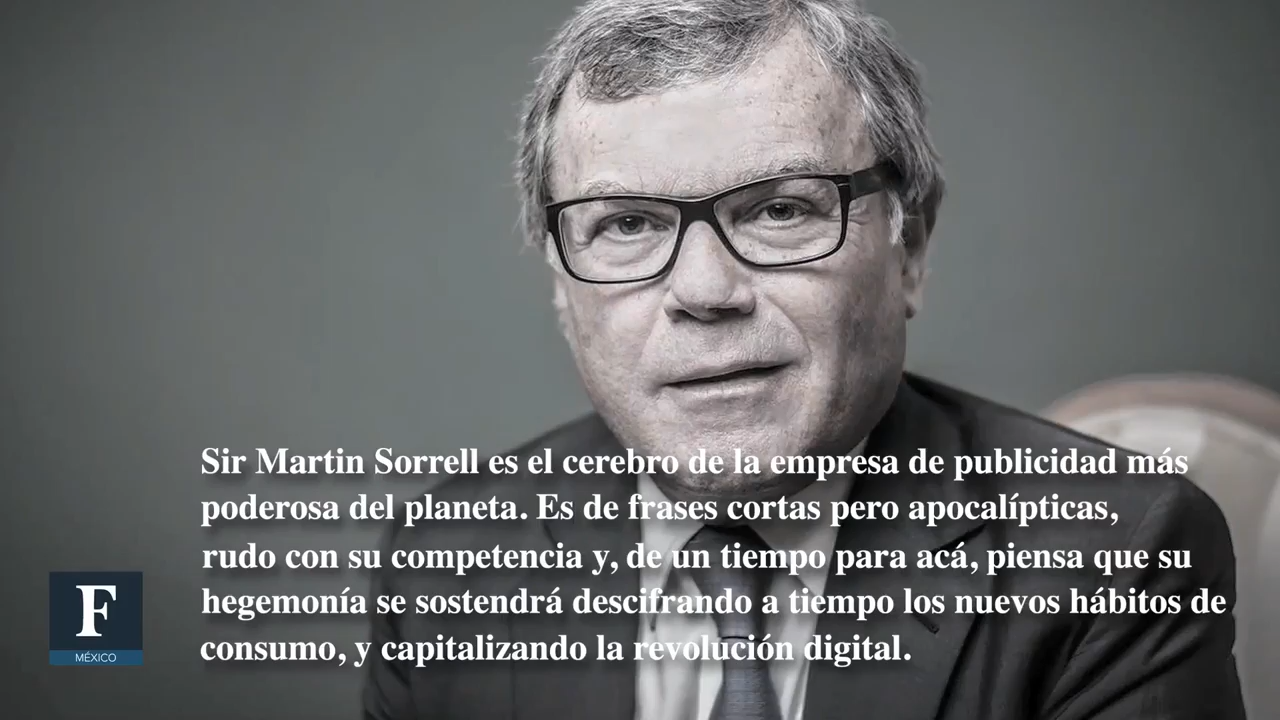 Sir Martin Sorrell es el cerebro de la empresa de publicidad más
poderosa del planeta. Es de frases cortas pero apocalípticas,
rudo con su competencia y, de un tiempo para acá, piensa que su
hegemonía se sostendrá descifrando a tiempo los nuevos hábitos de
consumo, y capitalizando la revolución digital.
F
MÉXICO